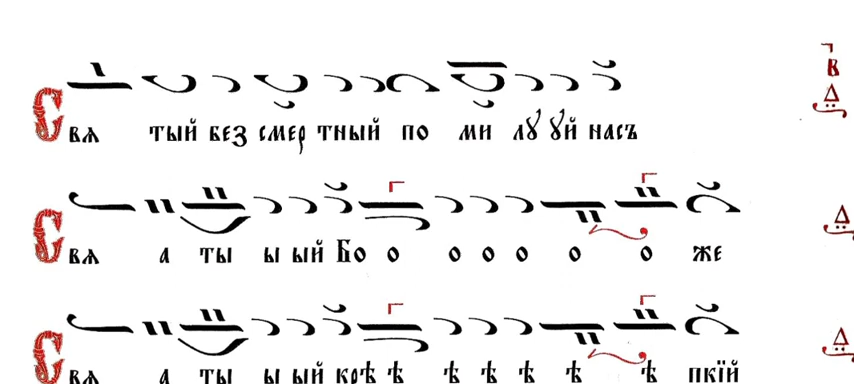 Свѧ тый без смер тный по ми лꙋ ꙋй насъ
Свѧ а ты ы ый Бо о о о о о о же
Свѧ а ты ы ый крѣ ѣ ѣ ѣ ѣ ѣ ѣ пкїй